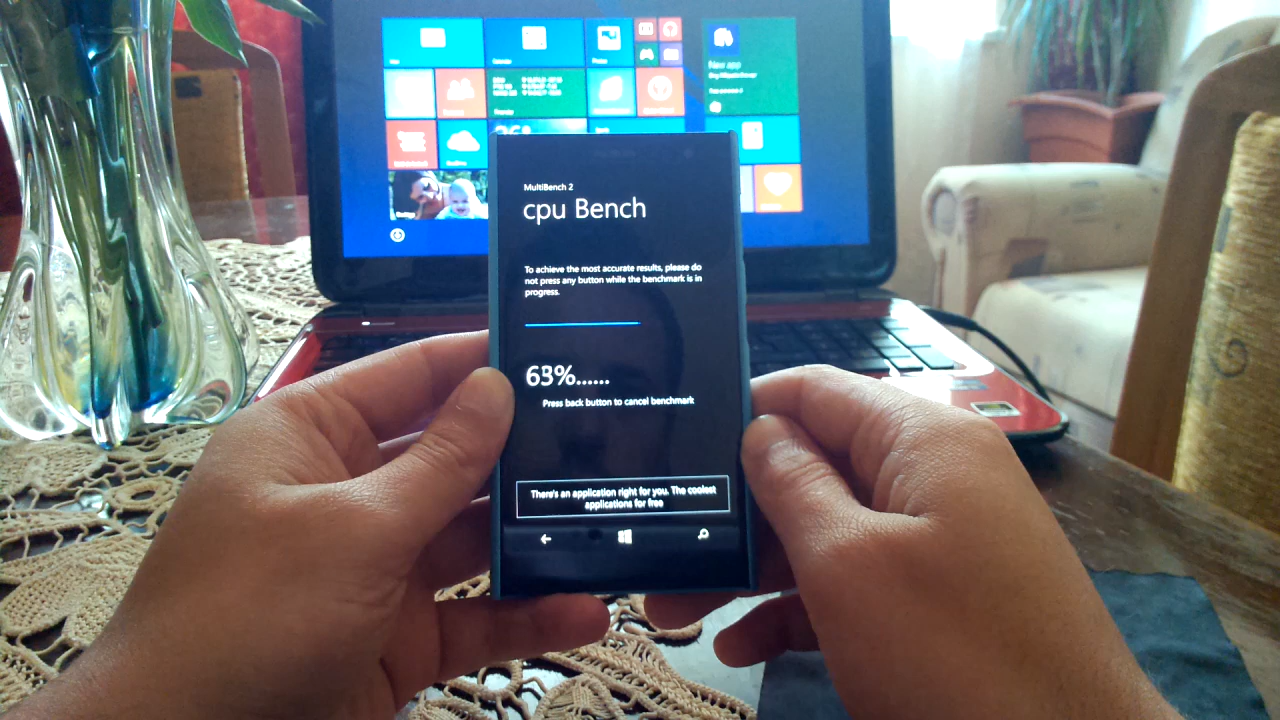 New app
MultiBench 2
cpu Bench
To achieve the most accurate results, please do
not press any button while the benchmark is in
progress.
63%......
Press back button to cancel benchmark
There's an application right for you. The coolest
applications for free